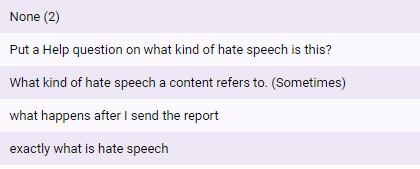 None (2)
Put a Help question on what kind of hate speech is this?
What kind of hate speech a content refers to. (Sometimes)
what happens after I send the report
exactly what is hate speech